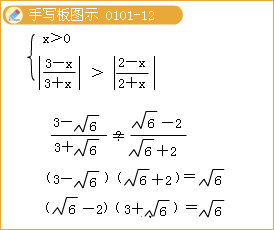 手写板图示 0101-12
{ x>0
|(3-x)/(3+x)| > |(2-x)/(2+x)|
(3-√6)/(3+√6) ≟ (√6-2)/(√6+2)
(3-√6)(√6+2)=√6
(√6-2)(3+√6)=√6